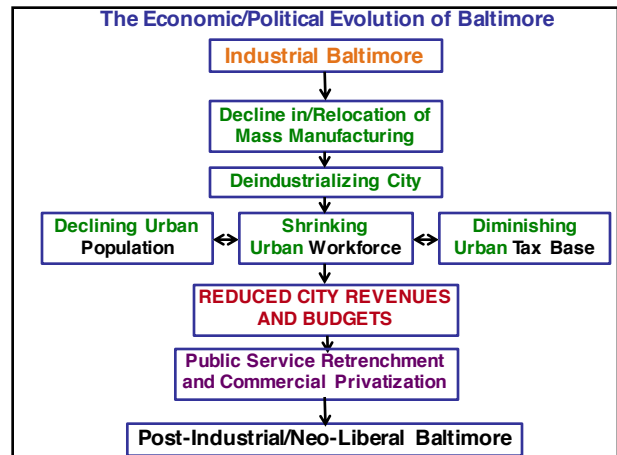 The Economic/Political Evolution of Baltimore
Industrial Baltimore
Decline in/Relocation of
Mass Manufacturing
Deindustrializing City
Declining Urban
Population
Shrinking
Urban Workforce
Diminishing
Urban Tax Base
REDUCED CITY REVENUES
AND BUDGETS
Public Service Retrenchment
and Commercial Privatization
Post-Industrial/Neo-Liberal Baltimore